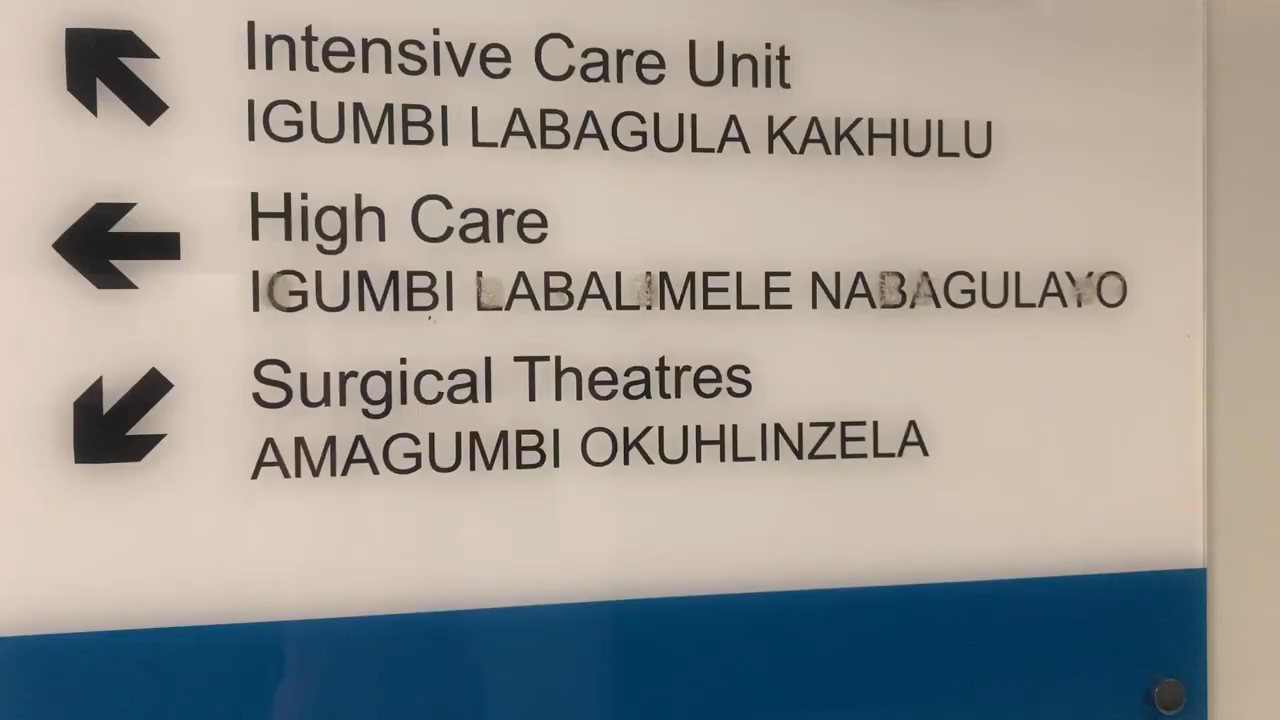 Intensive Care Unit
IGUMBI LABAGULA KAKHULU
High Care
IGUMBI LABALIMELE NABAGULAYO
Surgical Theatres
AMAGUMBI OKUHLINZELA